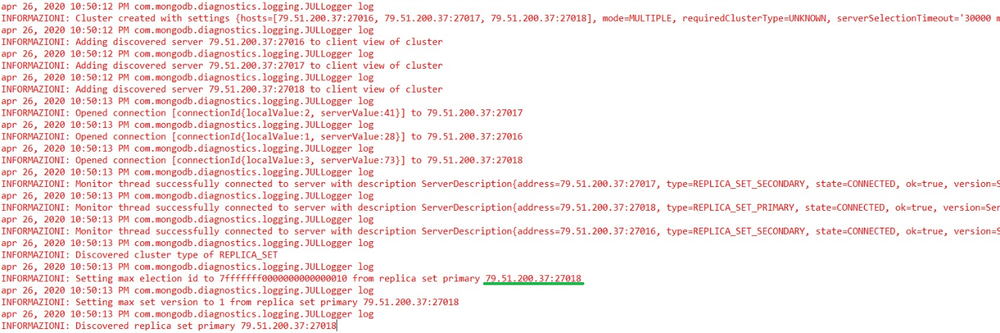 apr 26, 2020 10:50:12 PM com.mongodb.diagnostics.logging.JULLogger log
INFORMAZIONI: Cluster created with settings {hosts=[79.51.200.37:27016, 79.51.200.37:27017, 79.51.200.37:27018], mode=MULTIPLE, requiredClusterType=UNKNOWN, serverSelectionTimeout='30000 m
apr 26, 2020 10:50:12 PM com.mongodb.diagnostics.logging.JULLogger log
INFORMAZIONI: Adding discovered server 79.51.200.37:27016 to client view of cluster
apr 26, 2020 10:50:12 PM com.mongodb.diagnostics.logging.JULLogger log
INFORMAZIONI: Adding discovered server 79.51.200.37:27017 to client view of cluster
apr 26, 2020 10:50:12 PM com.mongodb.diagnostics.logging.JULLogger log
INFORMAZIONI: Adding discovered server 79.51.200.37:27018 to client view of cluster
apr 26, 2020 10:50:13 PM com.mongodb.diagnostics.logging.JULLogger log
INFORMAZIONI: Opened connection [connectionId{localValue:2, serverValue:41}] to 79.51.200.37:27017
apr 26, 2020 10:50:13 PM com.mongodb.diagnostics.logging.JULLogger log
INFORMAZIONI: Opened connection [connectionId{localValue:1, serverValue:28}] to 79.51.200.37:27016
apr 26, 2020 10:50:13 PM com.mongodb.diagnostics.logging.JULLogger log
INFORMAZIONI: Opened connection [connectionId{localValue:3, serverValue:73}] to 79.51.200.37:27018
apr 26, 2020 10:50:13 PM com.mongodb.diagnostics.logging.JULLogger log
INFORMAZIONI: Monitor thread successfully connected to server with description ServerDescription{address=79.51.200.37:27017, type=REPLICA_SET_SECONDARY, state=CONNECTED, ok=true, version=S
apr 26, 2020 10:50:13 PM com.mongodb.diagnostics.logging.JULLogger log
INFORMAZIONI: Monitor thread successfully connected to server with description ServerDescription{address=79.51.200.37:27018, type=REPLICA_SET_PRIMARY, state=CONNECTED, ok=true, version=Ser
apr 26, 2020 10:50:13 PM com.mongodb.diagnostics.logging.JULLogger log
INFORMAZIONI: Monitor thread successfully connected to server with description ServerDescription{address=79.51.200.37:27016, type=REPLICA_SET_SECONDARY, state=CONNECTED, ok=true, version=S
apr 26, 2020 10:50:13 PM com.mongodb.diagnostics.logging.JULLogger log
INFORMAZIONI: Discovered cluster type of REPLICA_SET
apr 26, 2020 10:50:13 PM com.mongodb.diagnostics.logging.JULLogger log
INFORMAZIONI: Setting max election id to 7fffffff0000000000000010 from replica set primary 79.51.200.37:27018
apr 26, 2020 10:50:13 PM com.mongodb.diagnostics.logging.JULLogger log
INFORMAZIONI: Setting max set version to 1 from replica set primary 79.51.200.37:27018
apr 26, 2020 10:50:13 PM com.mongodb.diagnostics.logging.JULLogger log
INFORMAZIONI: Discovered replica set primary 79.51.200.37:27018